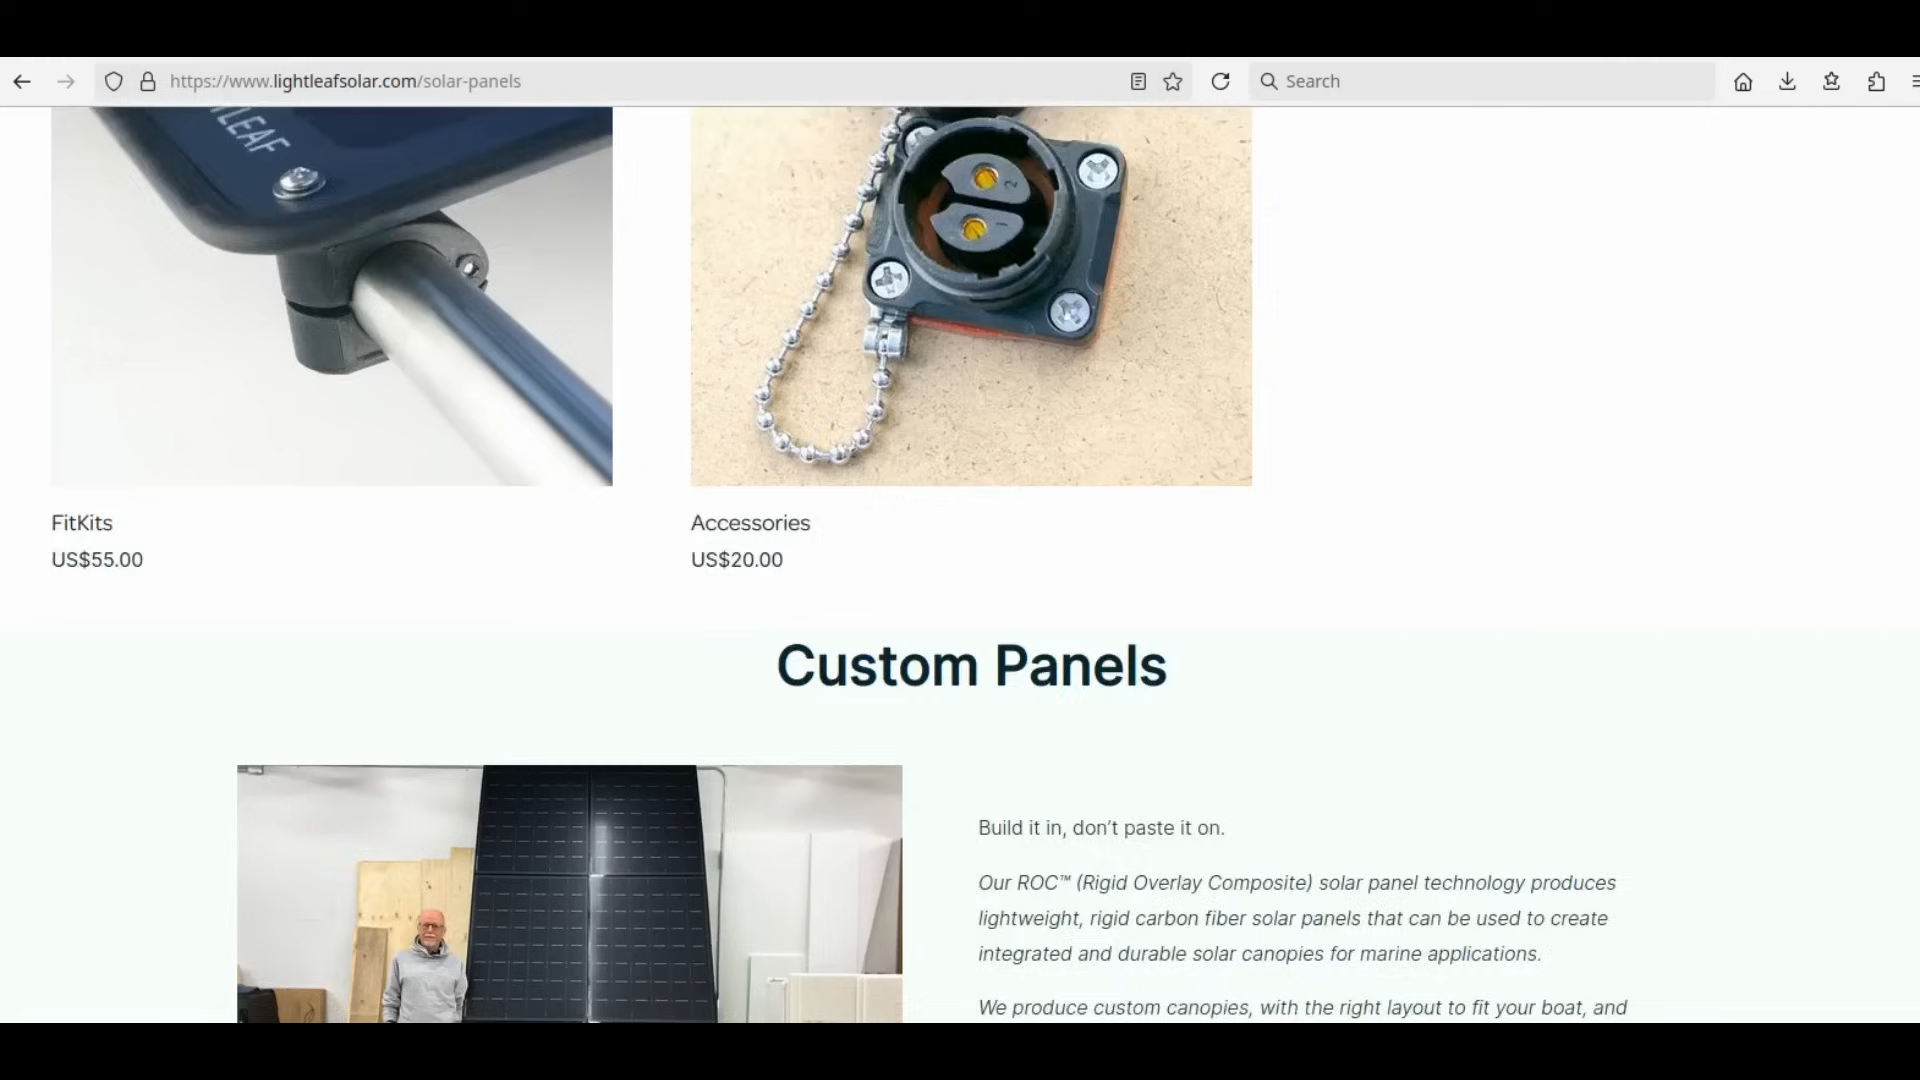 https://www.lightleafsolar.com/solar-panels
Search
TLEAF
2
1
FitKits
US$55.00
Accessories
US$20.00
Custom Panels
Build it in, don’t paste it on.
Our ROC™ (Rigid Overlay Composite) solar panel technology produces
lightweight, rigid carbon fiber solar panels that can be used to create
integrated and durable solar canopies for marine applications.
We produce custom canopies, with the right layout to fit your boat, and